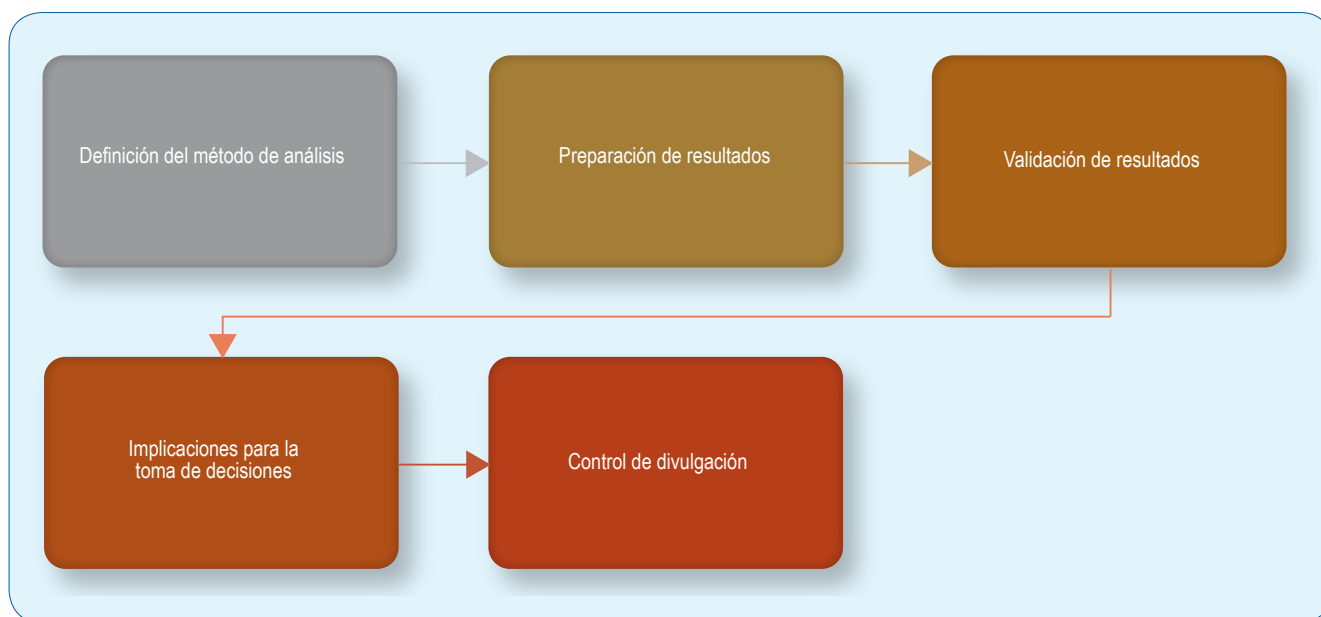 Definición del método de análisis
Preparación de resultados
Validación de resultados
Implicaciones para la
toma de decisiones
Control de divulgación